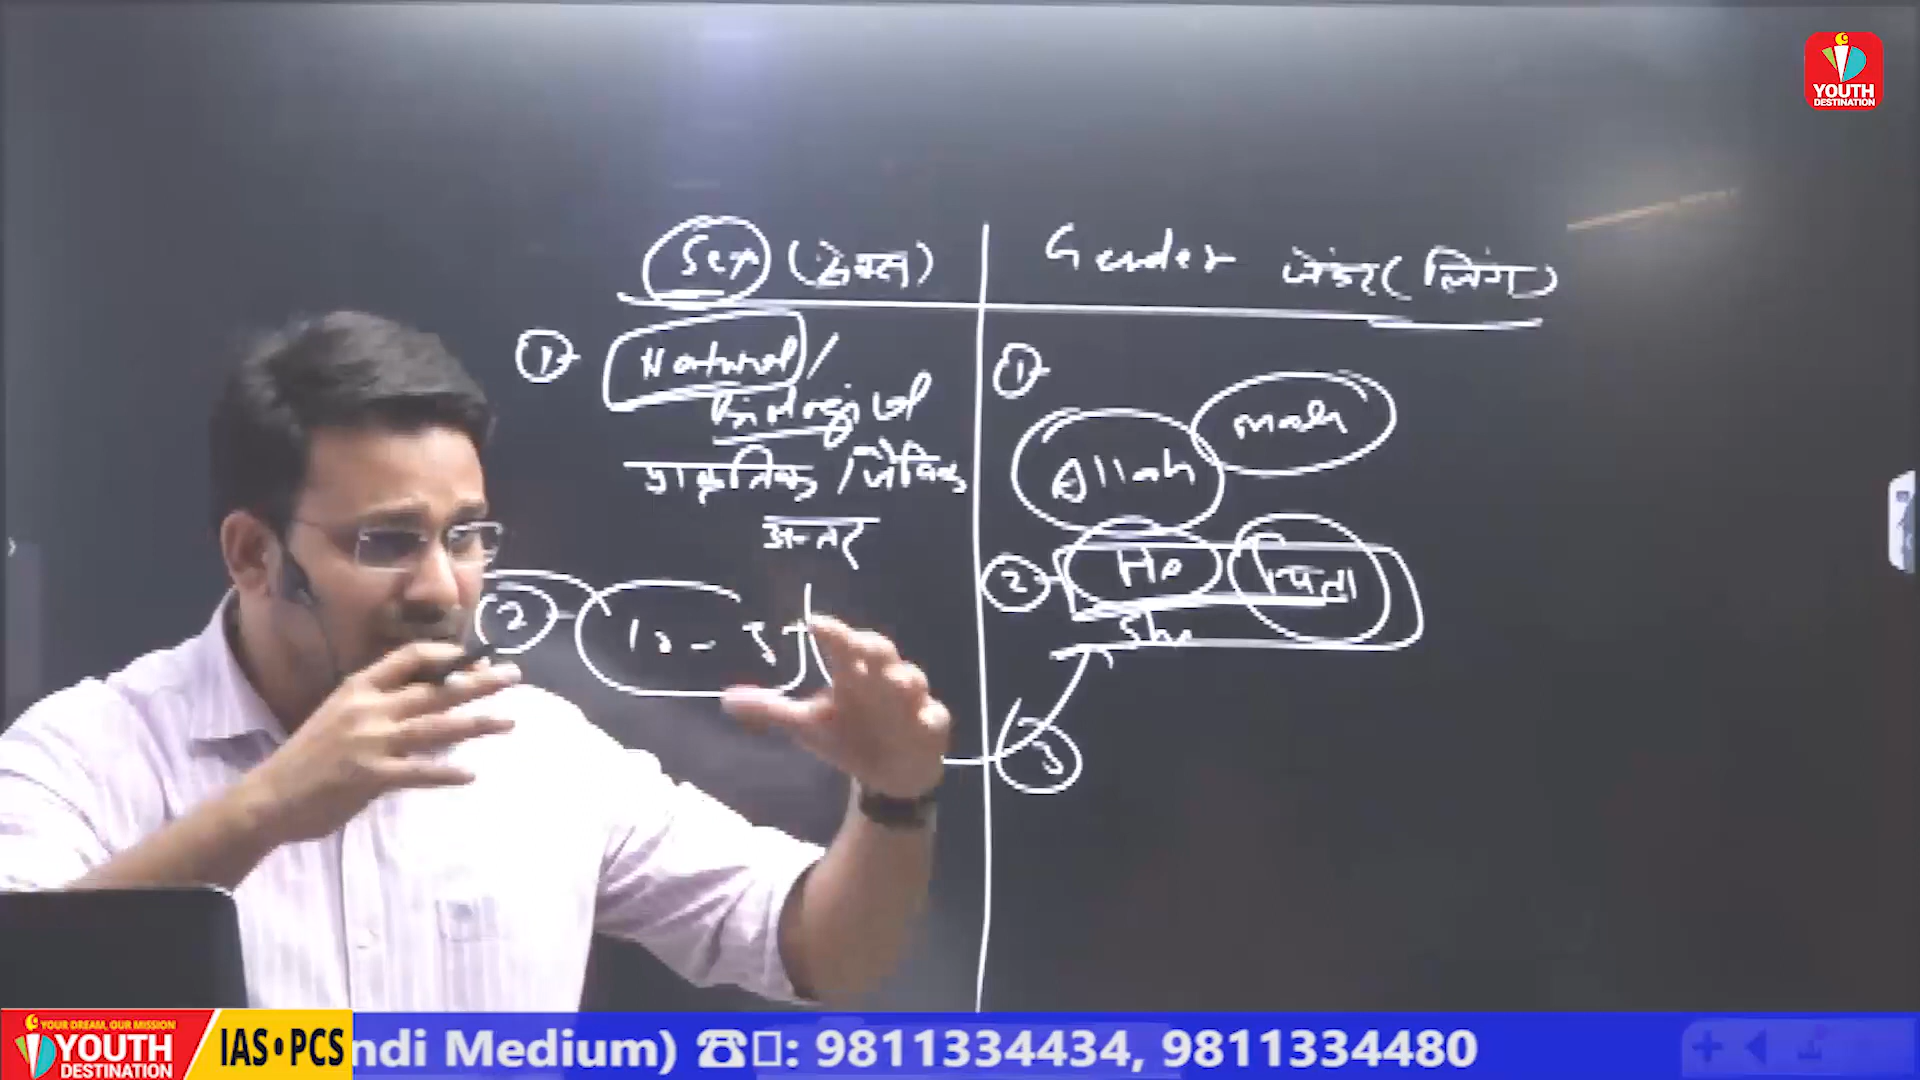 YOUTH
DESTINATION
Sex (सेक्स)
Gender जेंडर (लिंग)
① Natural/
Biological
प्राकृतिक / जैविक
अन्तर
②
①
Allah
male
② He पिता
She
③
YOUR DREAM, OUR MISSION
YOUTH
DESTINATION
IAS•PCS
ndi Medium) ☎: 9811334434, 9811334480